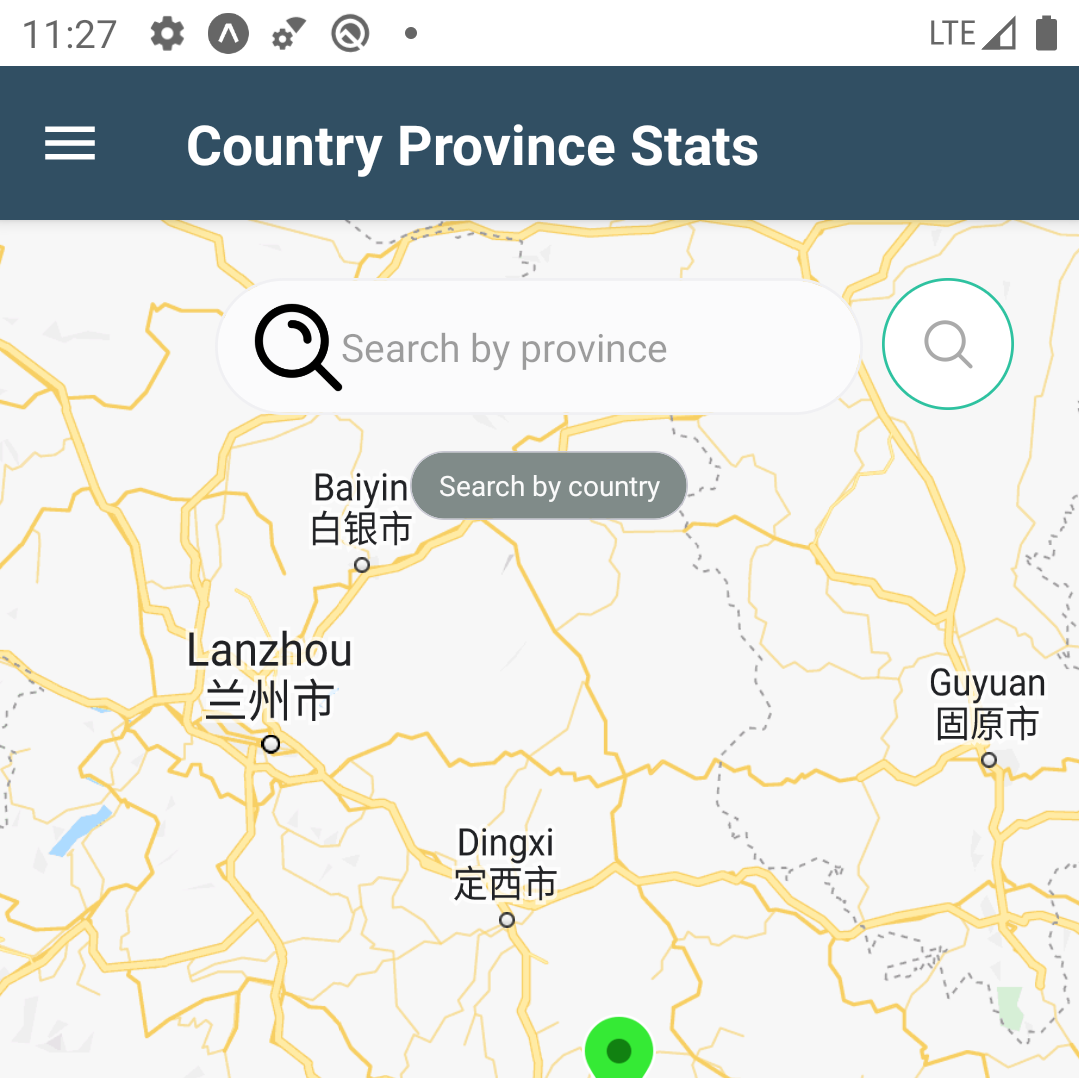 11:27
LTE
Country Province Stats
Search by province
Search by country
Baiyin
白银市
Lanzhou
兰州市
Guyuan
固原市
Dingxi
定西市